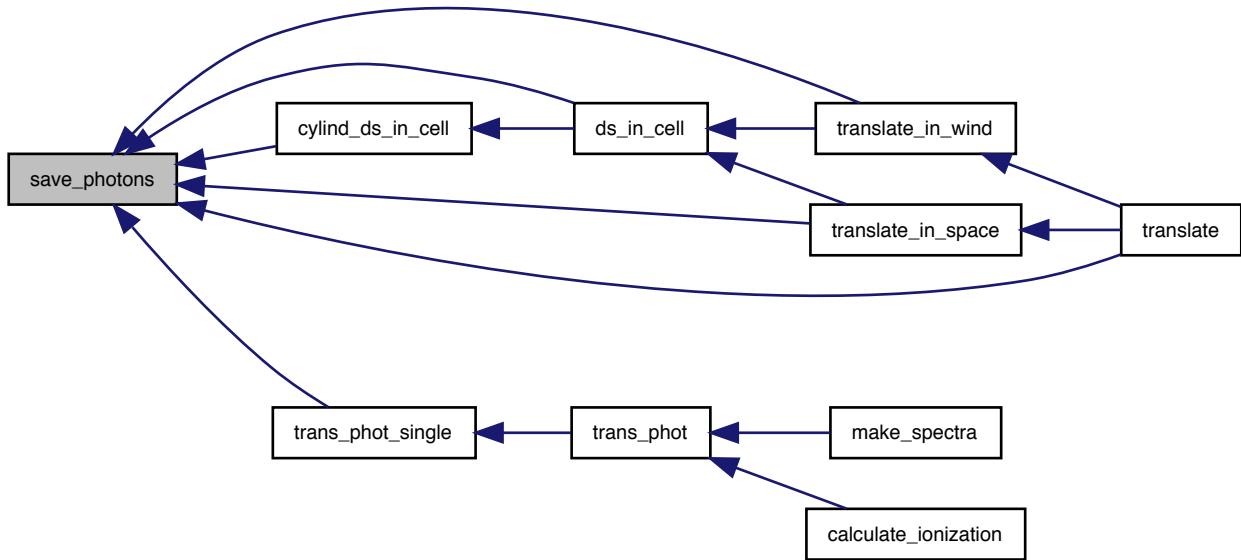 save_photons
cylind_ds_in_cell
ds_in_cell
translate_in_wind
translate_in_space
translate
trans_phot_single
trans_phot
make_spectra
calculate_ionization